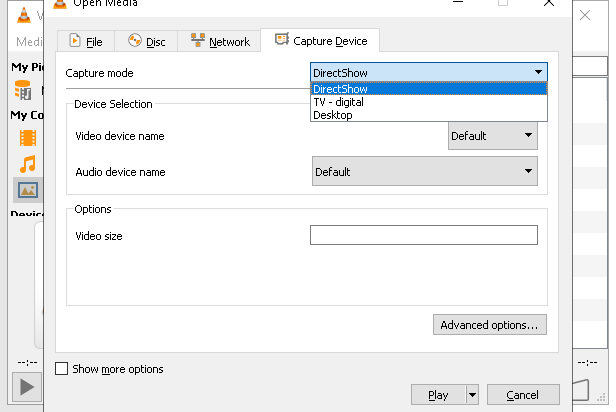 Open Media
V
Medi
File
Disc
Network
Capture Device
My Pi
My Co
Device
Capture mode
DirectShow
DirectShow
TV - digital
Desktop
Device Selection
Video device name
Default
Audio device name
Default
Options
Video size
Advanced options...
Show more options
Play
Cancel
--:--
--:--